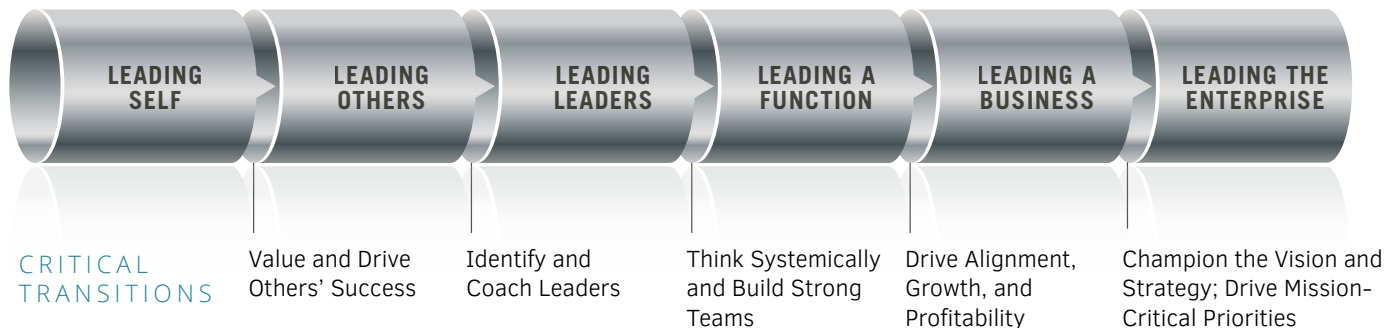 LEADING
SELF
LEADING
OTHERS
LEADING
LEADERS
LEADING A
FUNCTION
LEADING A
BUSINESS
LEADING THE
ENTERPRISE
CRITICAL
TRANSITIONS
Value and Drive
Others’ Success
Identify and
Coach Leaders
Think Systemically
and Build Strong
Teams
Drive Alignment,
Growth, and
Profitability
Champion the Vision and
Strategy; Drive Mission-
Critical Priorities